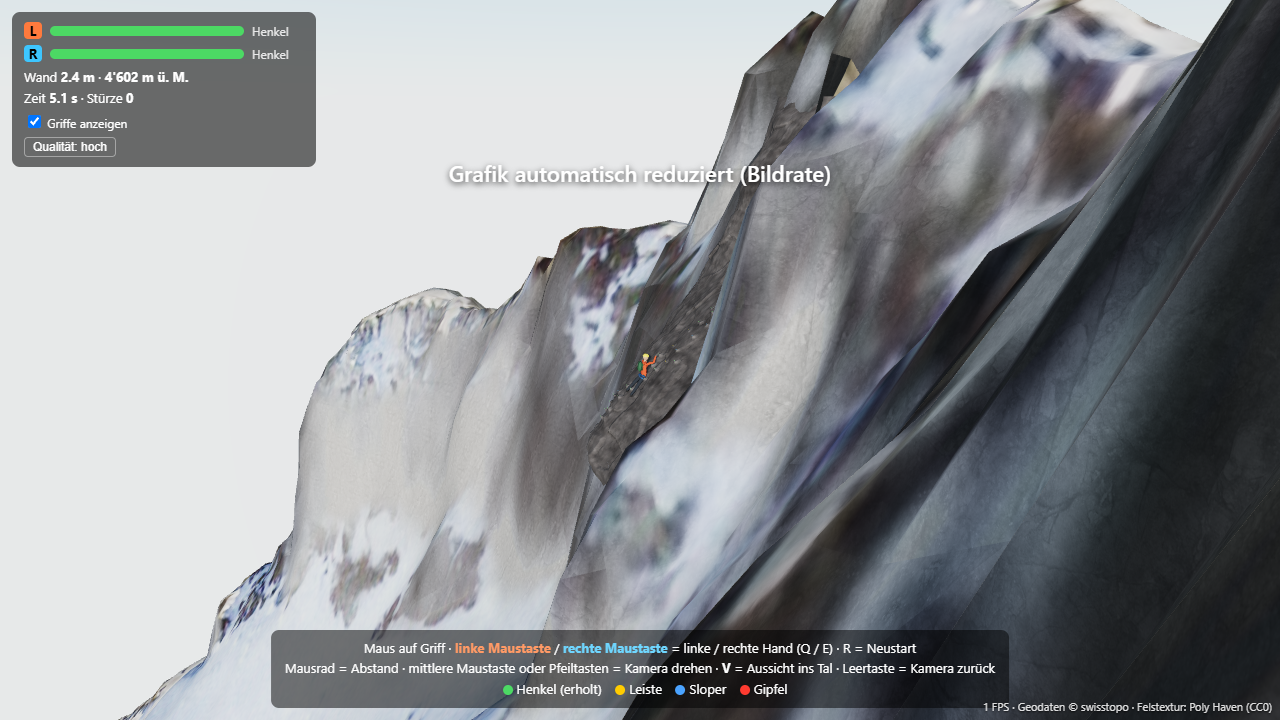 L Henkel
R Henkel
Wand 2.4 m · 4'602 m ü. M.
Zeit 5.1 s · Stürze 0
Griffe anzeigen
Qualität: hoch
Grafik automatisch reduziert (Bildrate)
Maus auf Griff · linke Maustaste / rechte Maustaste = linke / rechte Hand (Q / E) · R = Neustart
Mausrad = Abstand · mittlere Maustaste oder Pfeiltasten = Kamera drehen · V = Aussicht ins Tal · Leertaste = Kamera zurück
Henkel (erholt) Leiste Sloper Gipfel
1 FPS · Geodaten © swisstopo · Felstextur: Poly Haven (CC0)